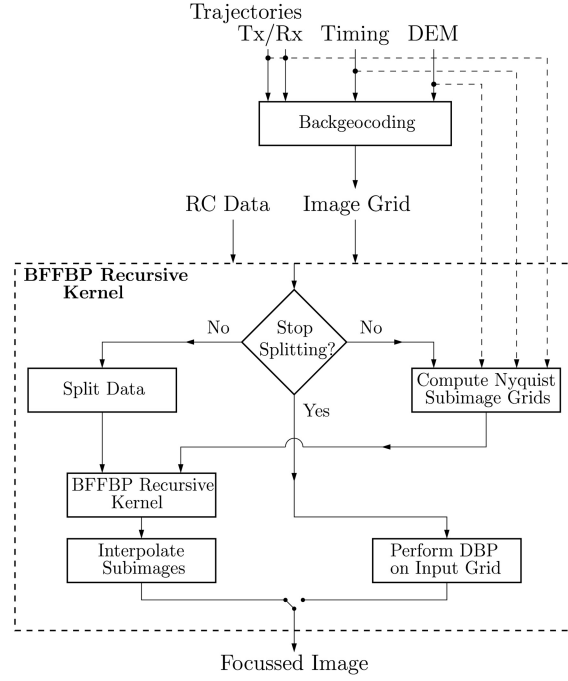 Trajectories
Tx/Rx Timing DEM
Backgeocoding
RC Data Image Grid
BFFBP Recursive
Kernel
Stop
Splitting?
No
No
Yes
Split Data
Compute Nyquist
Subimage Grids
BFFBP Recursive
Kernel
Interpolate
Subimages
Perform DBP
on Input Grid
Focussed Image